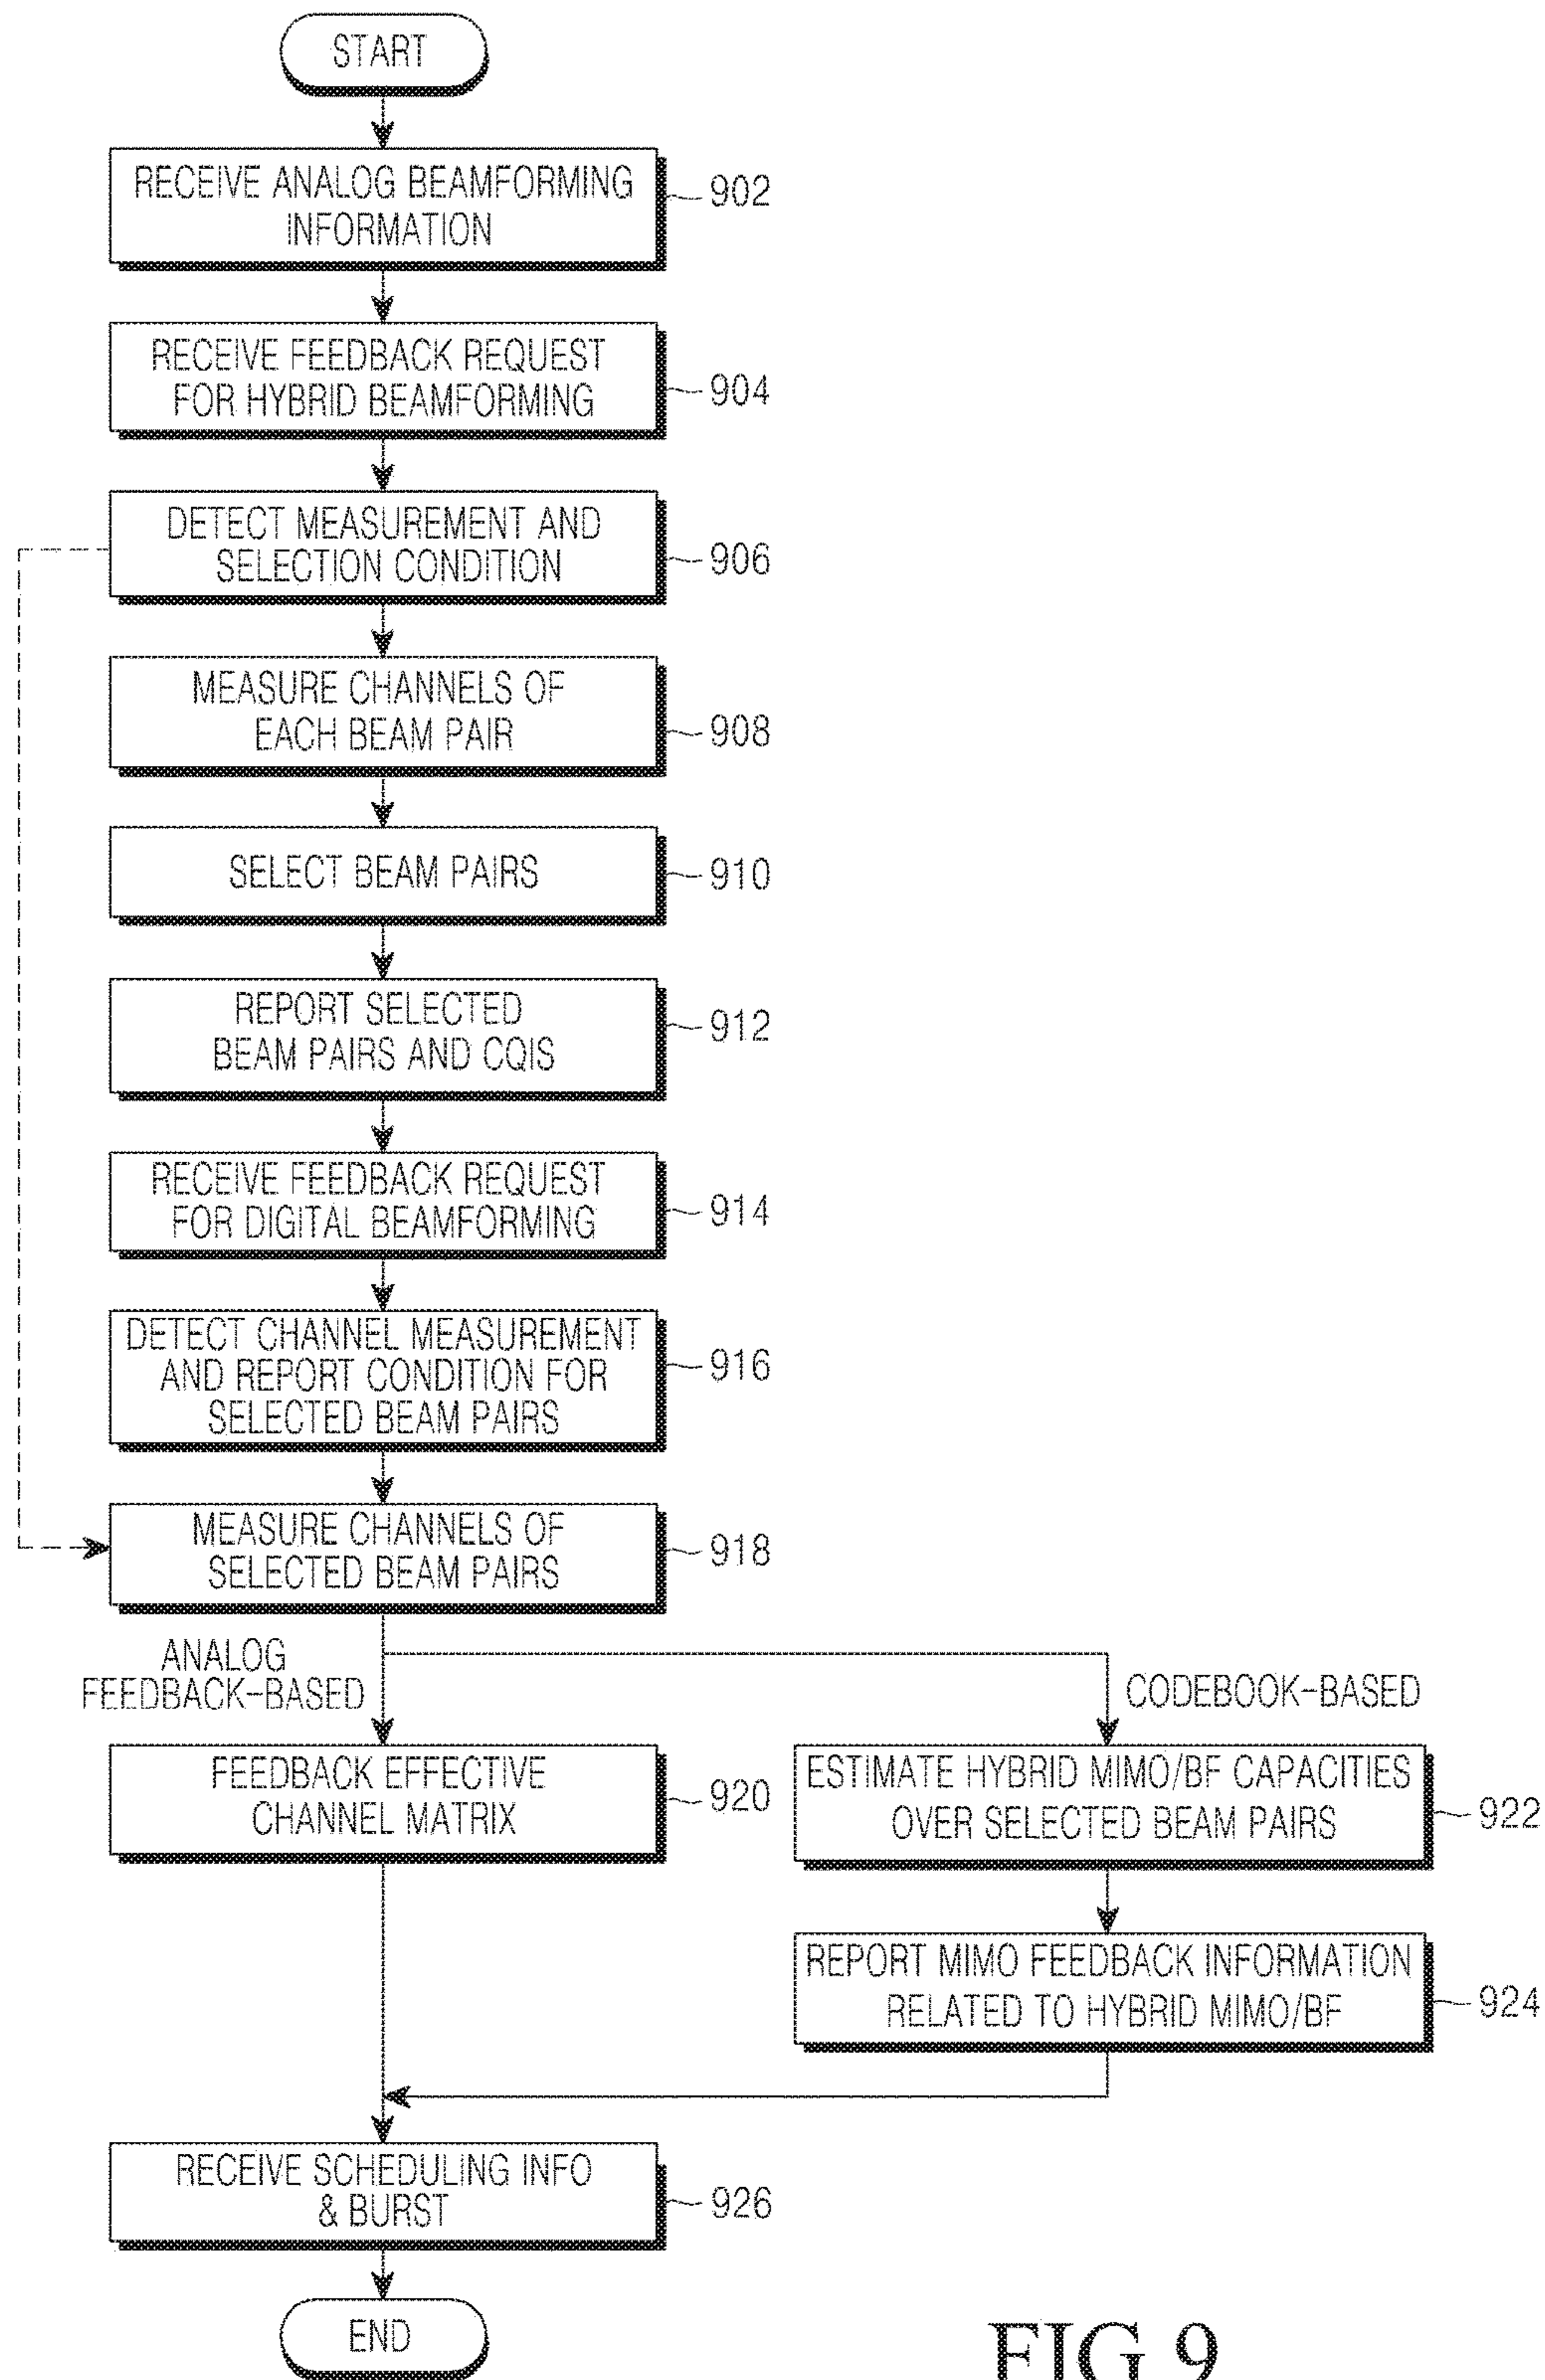 START
RECEIVE ANALOG BEAMFORMING
INFORMATION
902
RECEIVE FEEDBACK REQUEST
FOR HYBRID BEAMFORMING
904
DETECT MEASUREMENT AND
SELECTION CONDITION
906
MEASURE CHANNELS OF
EACH BEAM PAIR
908
SELECT BEAM PAIRS
910
REPORT SELECTED
BEAM PAIRS AND CQIS
912
RECEIVE FEEDBACK REQUEST
FOR DIGITAL BEAMFORMING
914
DETECT CHANNEL MEASUREMENT
AND REPORT CONDITION FOR
SELECTED BEAM PAIRS
916
MEASURE CHANNELS OF
SELECTED BEAM PAIRS
918
ANALOG
FEEDBACK-BASED
CODEBOOK-BASED
FEEDBACK EFFECTIVE
CHANNEL MATRIX
920
ESTIMATE HYBRID MIMO/BF CAPACITIES
OVER SELECTED BEAM PAIRS
922
REPORT MIMO FEEDBACK INFORMATION
RELATED TO HYBRID MIMO/BF
924
RECEIVE SCHEDULING INFO
& BURST
926
END
FIG.9